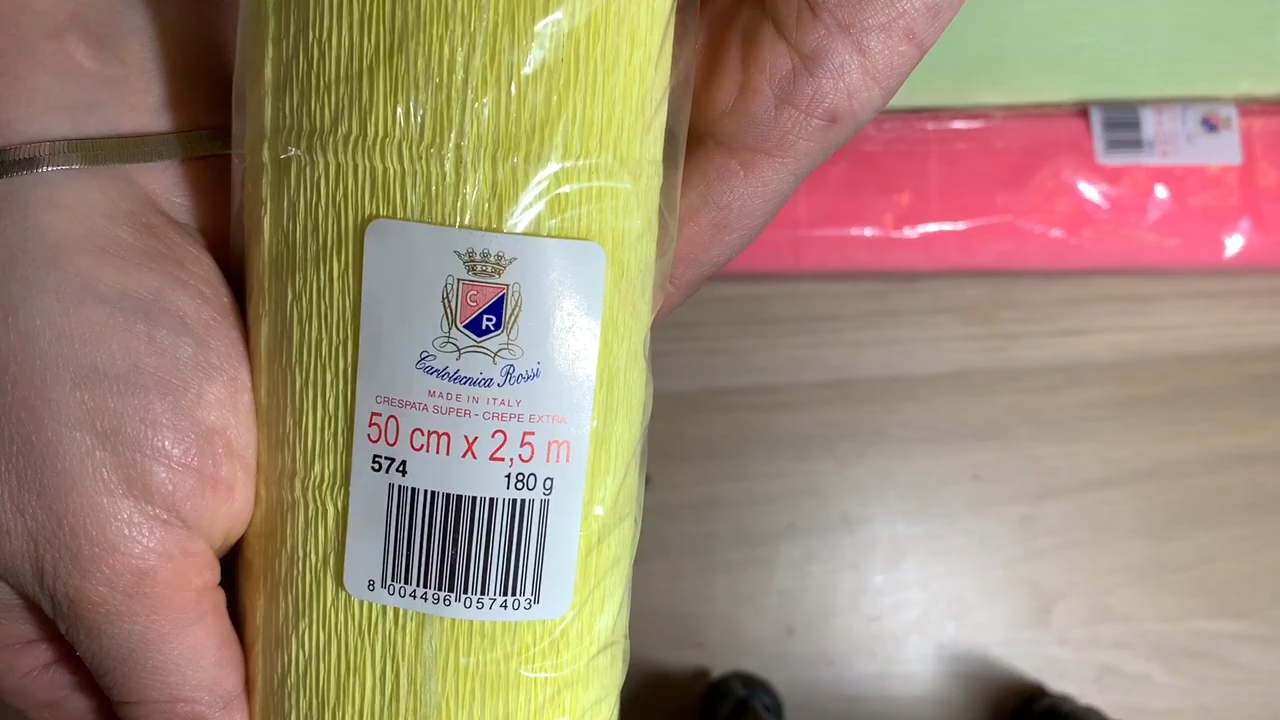 C
R
Cartotecnica Rossi
MADE IN ITALY
CRESPATA SUPER - CREPE EXTRA
50 cm x 2,5 m
574
180 g
8 004496 057403